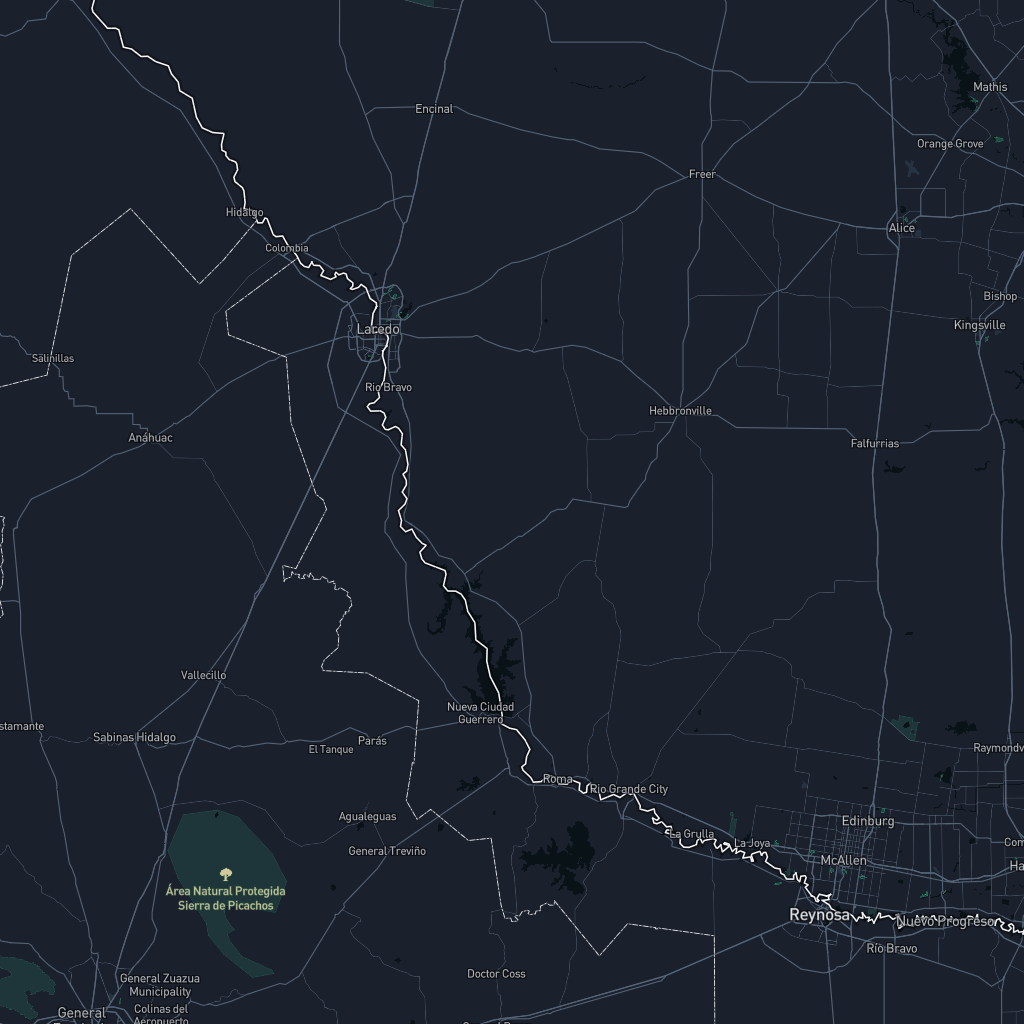 Mathis
Encinal
Orange Grove
Freer
Hidalgo
Alice
Colombia
Bishop
Laredo
Kingsville
Salinillas
Rio Bravo
Hebbronville
Anáhuac
Falfurrias
Vallecillo
Nueva Ciudad
Guerrero
stamante
Sabinas Hidalgo
Parás
El Tanque
Raymondv
Roma
Rio Grande City
Agualeguas
Edinburg
La Grulla
La Joya
Com
General Treviño
McAllen
Ha
Área Natural Protegida
Sierra de Picachos
Reynosa
Nuevo Progreso
Río Bravo
Doctor Coss
General Zuazua
Municipality
General
Colinas del
Aeropuerto